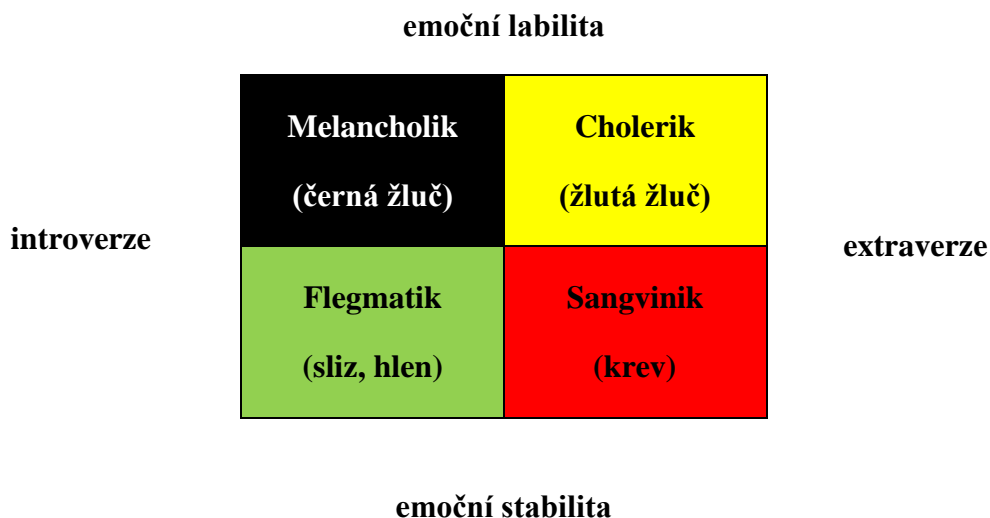 emoční labilita
Melancholik
(černá žluč)
Cholerik
(žlutá žluč)
introverze
extraverze
Flegmatik
(sliz, hlen)
Sangvinik
(krev)
emoční stabilita